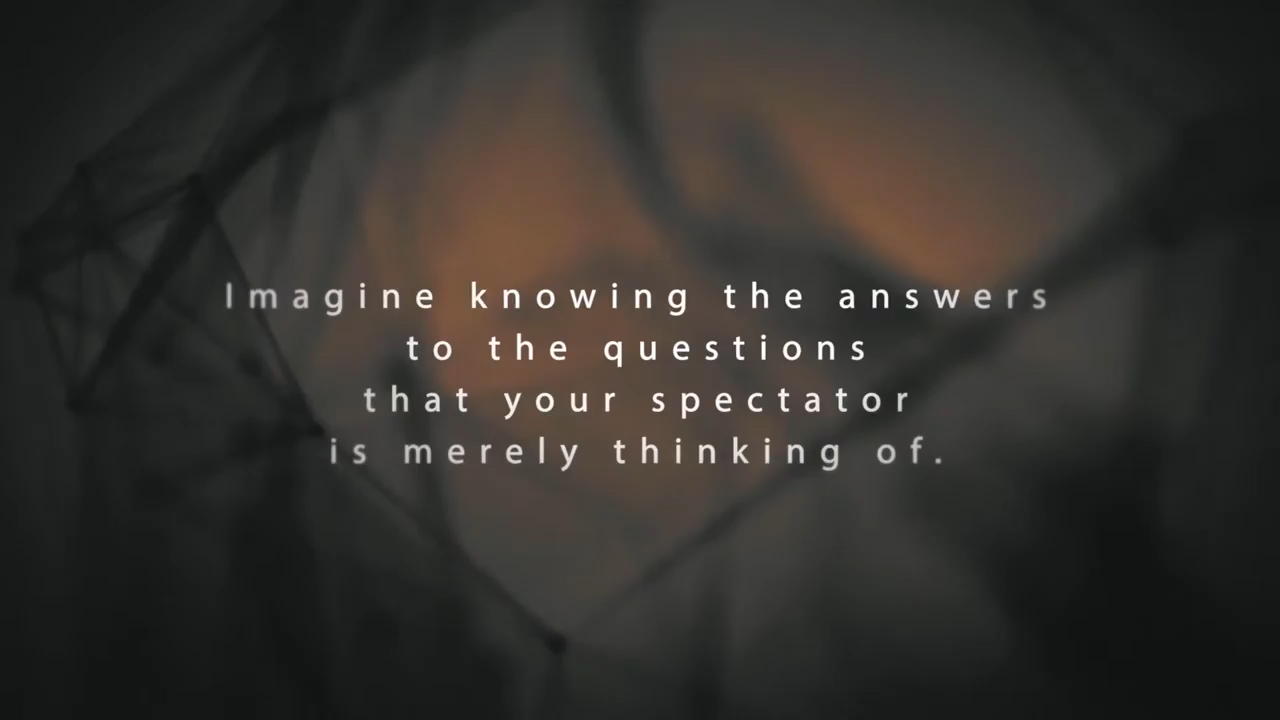 Imagine knowing the answers
to the questions
that your spectator
is merely thinking of.